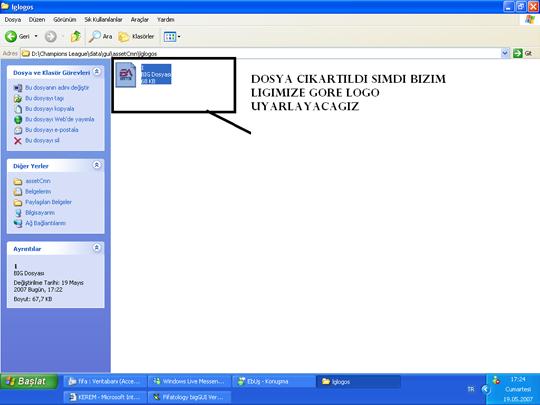 lglogos
Dosya Düzen Görünüm Sık Kullanılanlar Araçlar Yardım
Geri Ara Klasörler
Adres D:\Champions League\data\gui\assetCmn\lglogos Git
Dosya ve Klasör Görevleri
Bu dosyanın adını değiştir
Bu dosyayı taşı
Bu dosyayı kopyala
Bu dosyayı Web'de yayımla
Bu dosyayı e-postala
Bu dosyayı sil
Diğer Yerler
assetCmn
Belgelerim
Paylaşılan Belgeler
Bilgisayarım
Ağ Bağlantılarım
Ayrıntılar
1
BIG Dosyası
Değiştirilme Tarihi: 19 Mayıs
2007 Bugün, 17:22
Boyut: 67,7 KB
EA
1
BIG Dosyası
68 KB
DOSYA CIKARTILDI SIMDI BIZIM
LIGIMIZE GORE LOGO
UYARLAYACAGIZ
Başlat
fifa : Veritabanı (Acce...
Windows Live Messen...
EbUş - Konuşma
lglogos
KEREM - Microsoft Int...
Fifatology bigGUI Ver...
TR
17:24
Cumartesi
19.05.2007